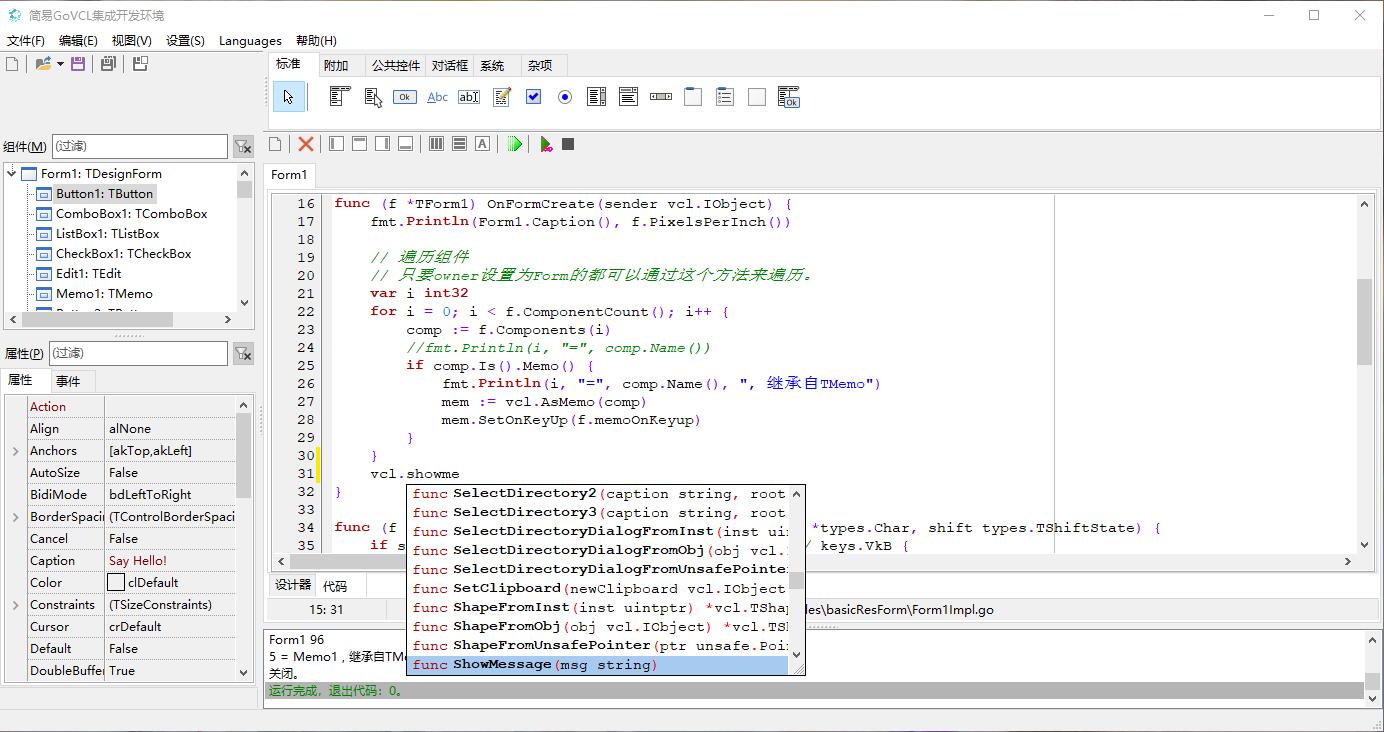 简易GoVCL集成开发环境
文件(F) 编辑(E) 视图(V) 设置(S) Languages 帮助(H)
标准 附加 公共控件 对话框 系统 杂项
Ok Abc ab Ok
组件(M) (过滤)
A
Form1: TDesignForm
Button1: TButton
ComboBox1: TComboBox
ListBox1: TListBox
CheckBox1: TCheckBox
Edit1: TEdit
Memo1: TMemo
属性(P) (过滤)
属性 事件
Action
Align alNone
Anchors [akTop,akLeft]
AutoSize False
BidiMode bdLeftToRight
BorderSpaci (TControlBorderSpaci
Cancel False
Caption Say Hello!
Color clDefault
Constraints (TSizeConstraints)
Cursor crDefault
Default False
DoubleBuffer True
Form1
16 func (f *TForm1) OnFormCreate(sender vcl.IObject) {
17 fmt.Println(Form1.Caption(), f.PixelsPerInch())
18
19 // 遍历组件
20 // 只要owner设置为Form的都可以通过这个方法来遍历。
21 var i int32
22 for i = 0; i < f.ComponentCount(); i++ {
23 comp := f.Components(i)
24 //fmt.Println(i, "=", comp.Name())
25 if comp.Is().Memo() {
26 fmt.Println(i, "=", comp.Name(), ", 继承自TMemo")
27 mem := vcl.AsMemo(comp)
28 mem.SetOnKeyUp(f.memoOnKeyup)
29 }
30 }
31 vcl.showme
32 }
33
34 func (f *types.Char, shift types.TShiftState) {
35 if s / keys.VkB {
func SelectDirectory2(caption string, root
func SelectDirectory3(caption string, root
func SelectDirectoryDialogFromInst(inst uin
func SelectDirectoryDialogFromObj(obj vcl.I
func SelectDirectoryDialogFromUnsafePointer
func SetClipboard(newClipboard vcl.IObject
func ShapeFromInst(inst uintptr) *vcl.TShap
func ShapeFromObj(obj vcl.IObject) *vcl.TSh
func ShapeFromUnsafePointer(ptr unsafe.Poin
func ShowMessage(msg string)
设计器 代码
15: 31 les\basicResForm\Form1Impl.go
Form1 96
5 = Memo1 , 继承自TMe
关闭。
运行完成，退出代码：0。